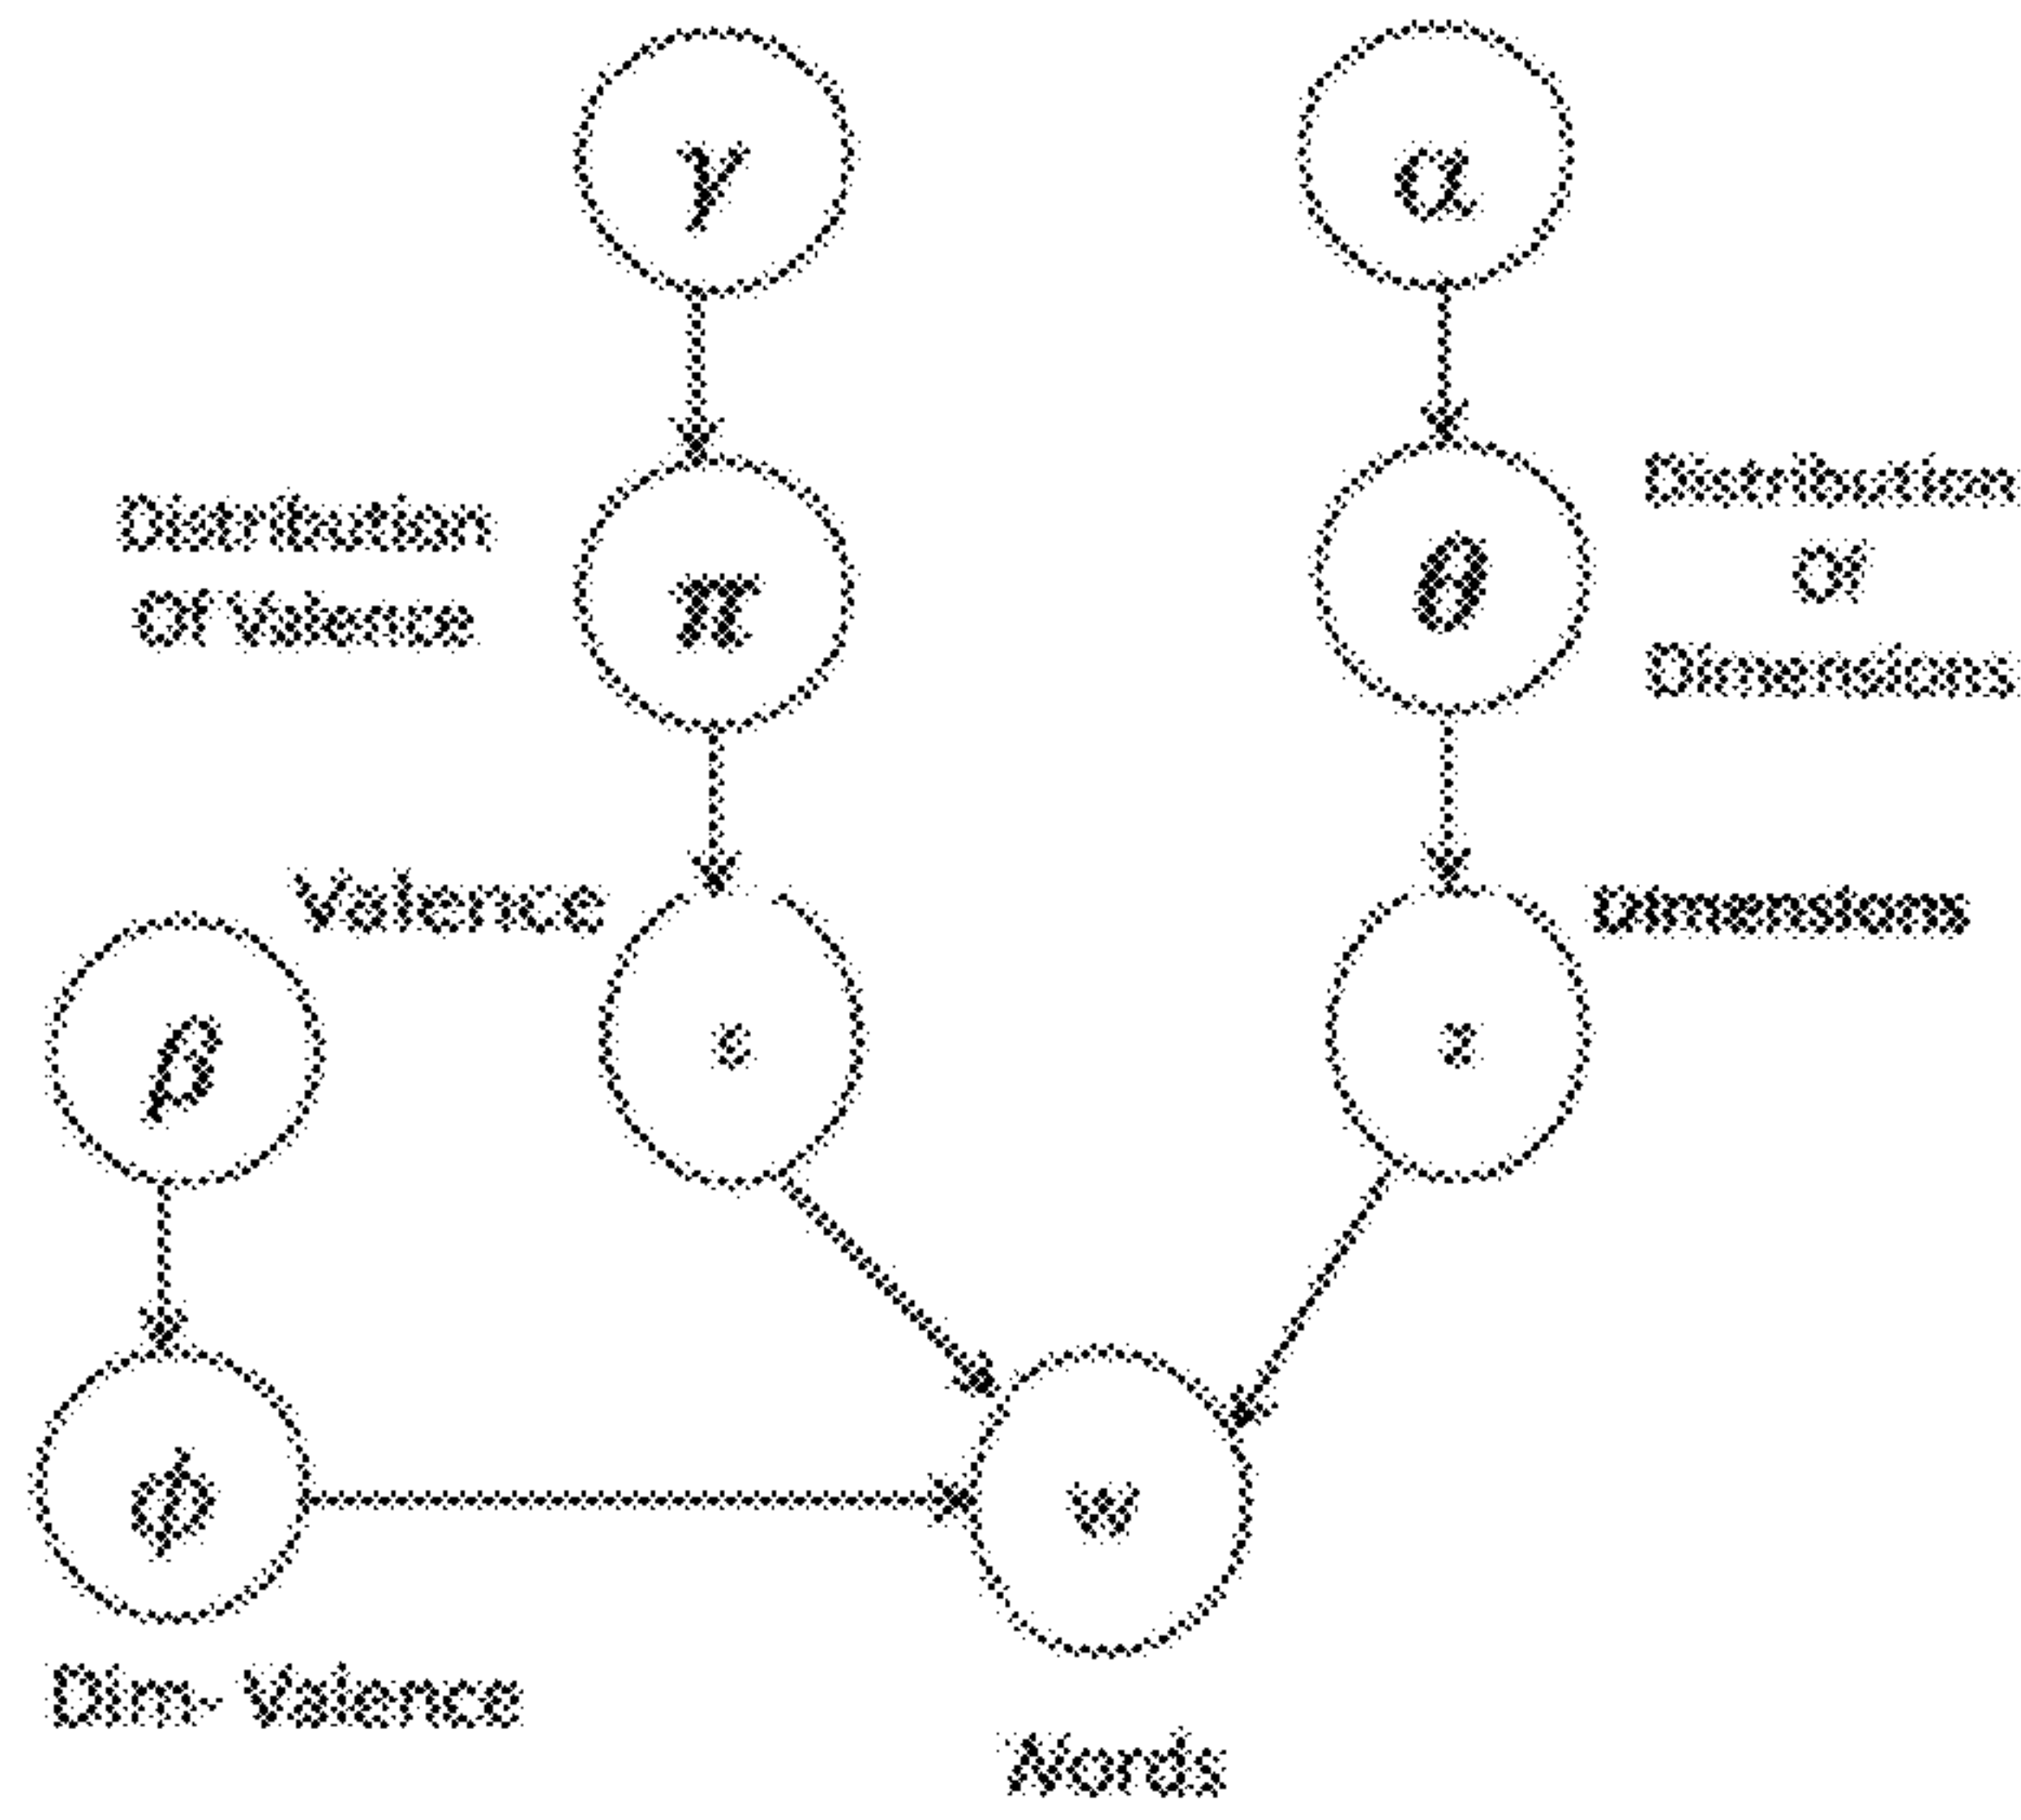 γ
α
Distribution
Of Valence
π
θ
Distribution
Of
Dimensions
Valence
Dimensions
β
z
ϕ
w
Dim- Valence
Words